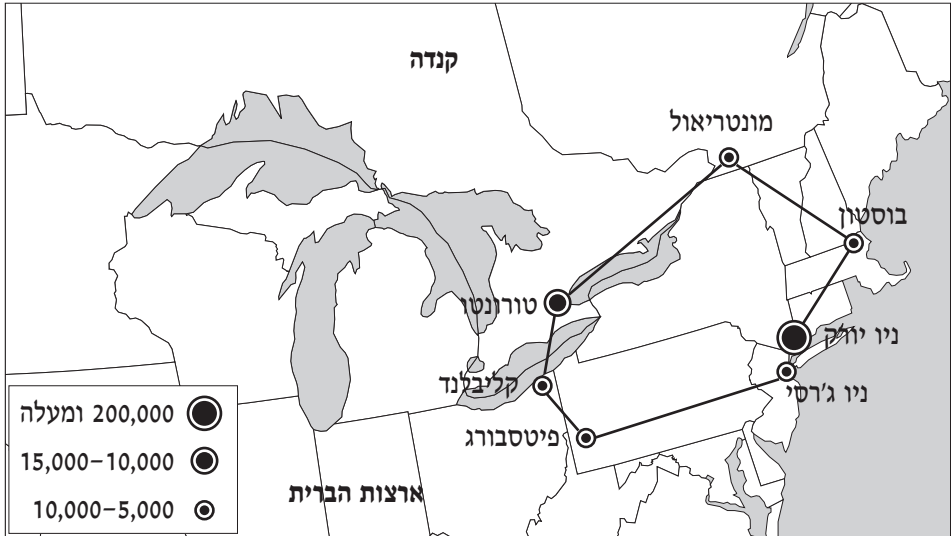 קנדה
מונטריאול
בוסטון
טורונטו
ניו יורק
קליבלנד
ניו ג'רסי
פיטסבורג
ארצות הברית
200,000 ומעלה
15,000–10,000
10,000–5,000